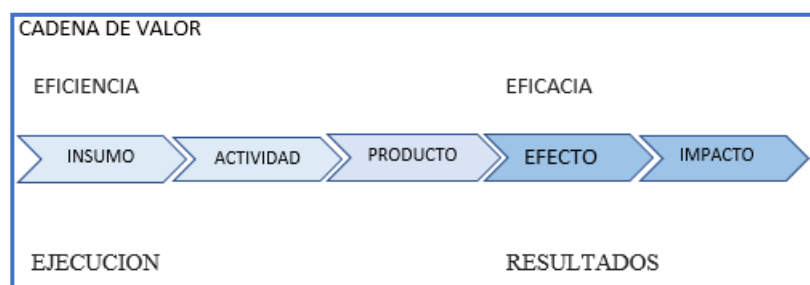 CADENA DE VALOR
EFICIENCIA EFICACIA
INSUMO ACTIVIDAD PRODUCTO EFECTO IMPACTO
EJECUCION RESULTADOS